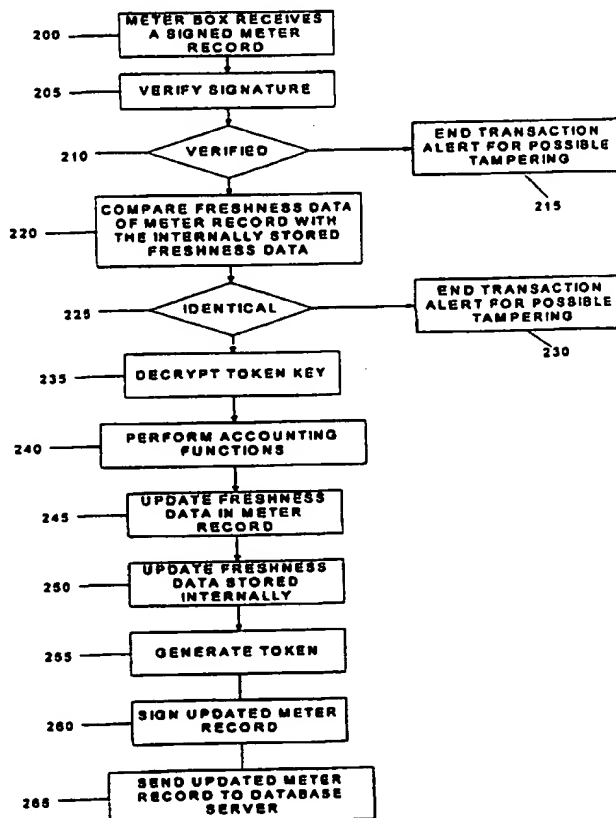 200
METER BOX RECEIVES
A SIGNED METER
RECORD
205
VERIFY SIGNATURE
210
VERIFIED
END TRANSACTION
ALERT FOR POSSIBLE
TAMPERING
215
220
COMPARE FRESHNESS DATA
OF METER RECORD WITH
THE INTERNALLY STORED
FRESHNESS DATA
225
IDENTICAL
END TRANSACTION
ALERT FOR POSSIBLE
TAMPERING
230
235
DECRYPT TOKEN KEY
240
PERFORM ACCOUNTING
FUNCTIONS
245
UPDATE FRESHNESS
DATA IN METER
RECORD
250
UPDATE FRESHNESS
DATA STORED
INTERNALLY
255
GENERATE TOKEN
260
SIGN UPDATED METER
RECORD
265
SEND UPDATED METER
RECORD TO DATABASE
SERVER